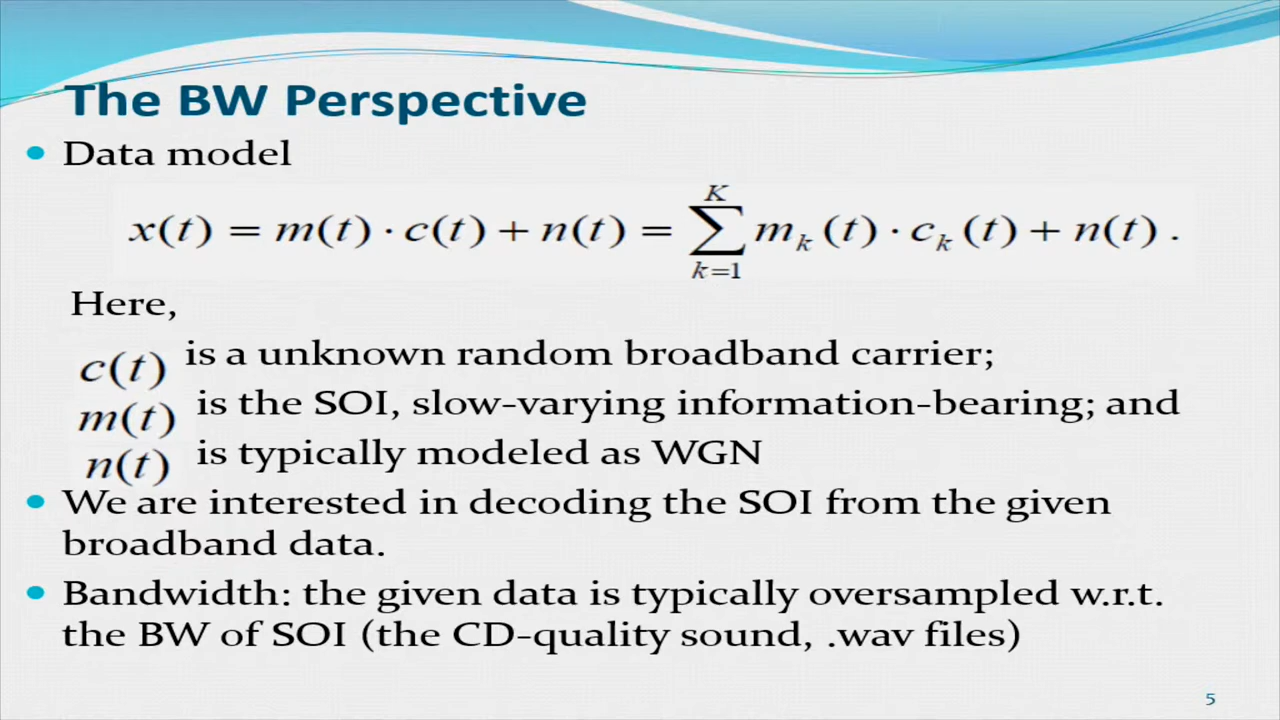 The BW Perspective
• Data model
x(t) = m(t) · c(t) + n(t) = \sum_{k=1}^{K} m_k(t) · c_k(t) + n(t) .
Here,
c(t) is a unknown random broadband carrier;
m(t) is the SOI, slow-varying information-bearing; and
n(t) is typically modeled as WGN
• We are interested in decoding the SOI from the given
broadband data.
• Bandwidth: the given data is typically oversampled w.r.t.
the BW of SOI (the CD-quality sound, .wav files)
5